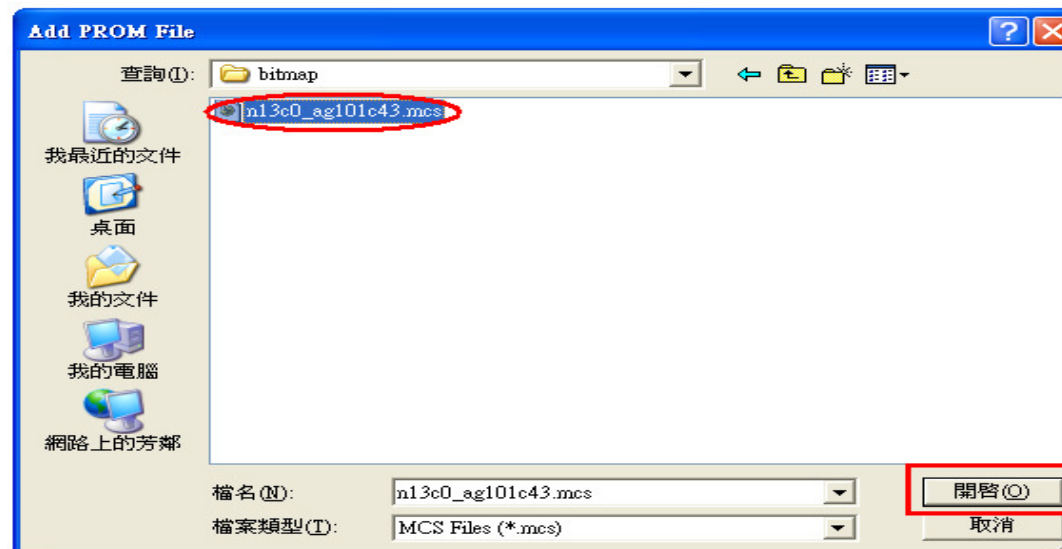 Add PROM File
查詢(I):
bitmap
n13c0_ag101c43.mcs
我最近的文件
桌面
我的文件
我的電腦
網路上的芳鄰
檔名(N):
n13c0_ag101c43.mcs
開啓(O)
檔案類型(T):
MCS Files (*.mcs)
取消